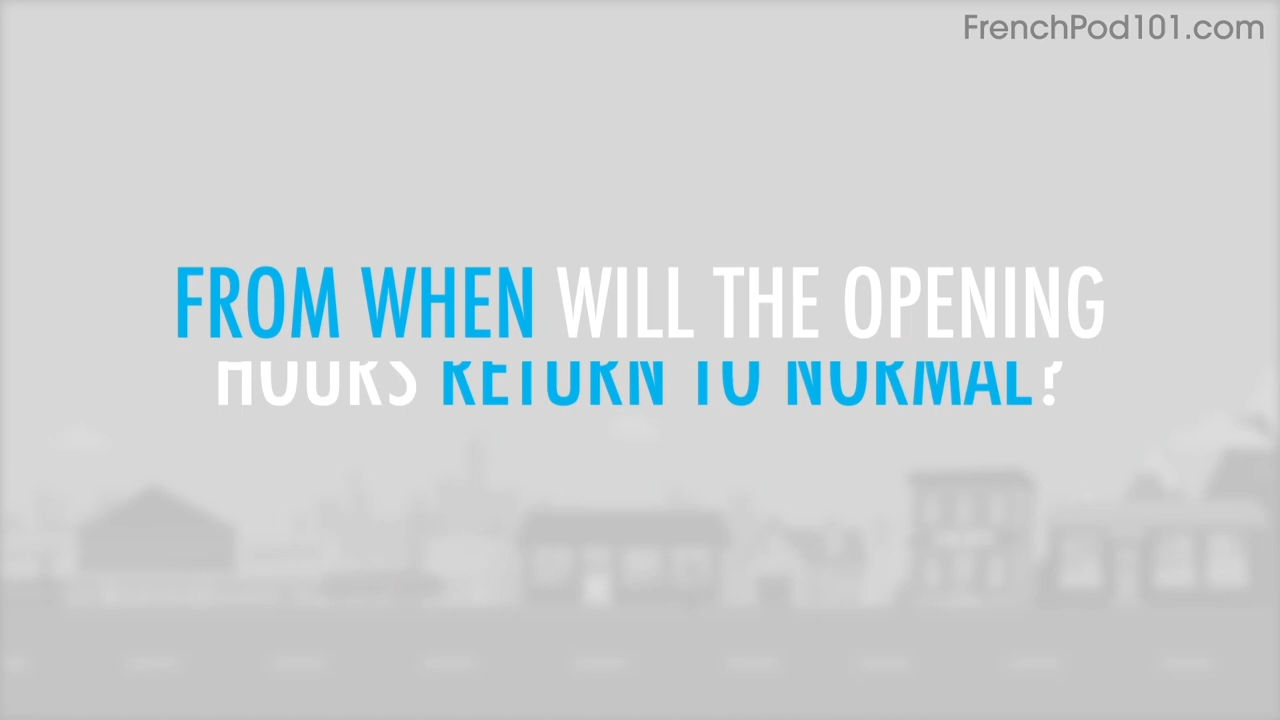 FrenchPod101.com
FROM WHEN WILL THE OPENING
HOURS RETURN TO NORMAL?